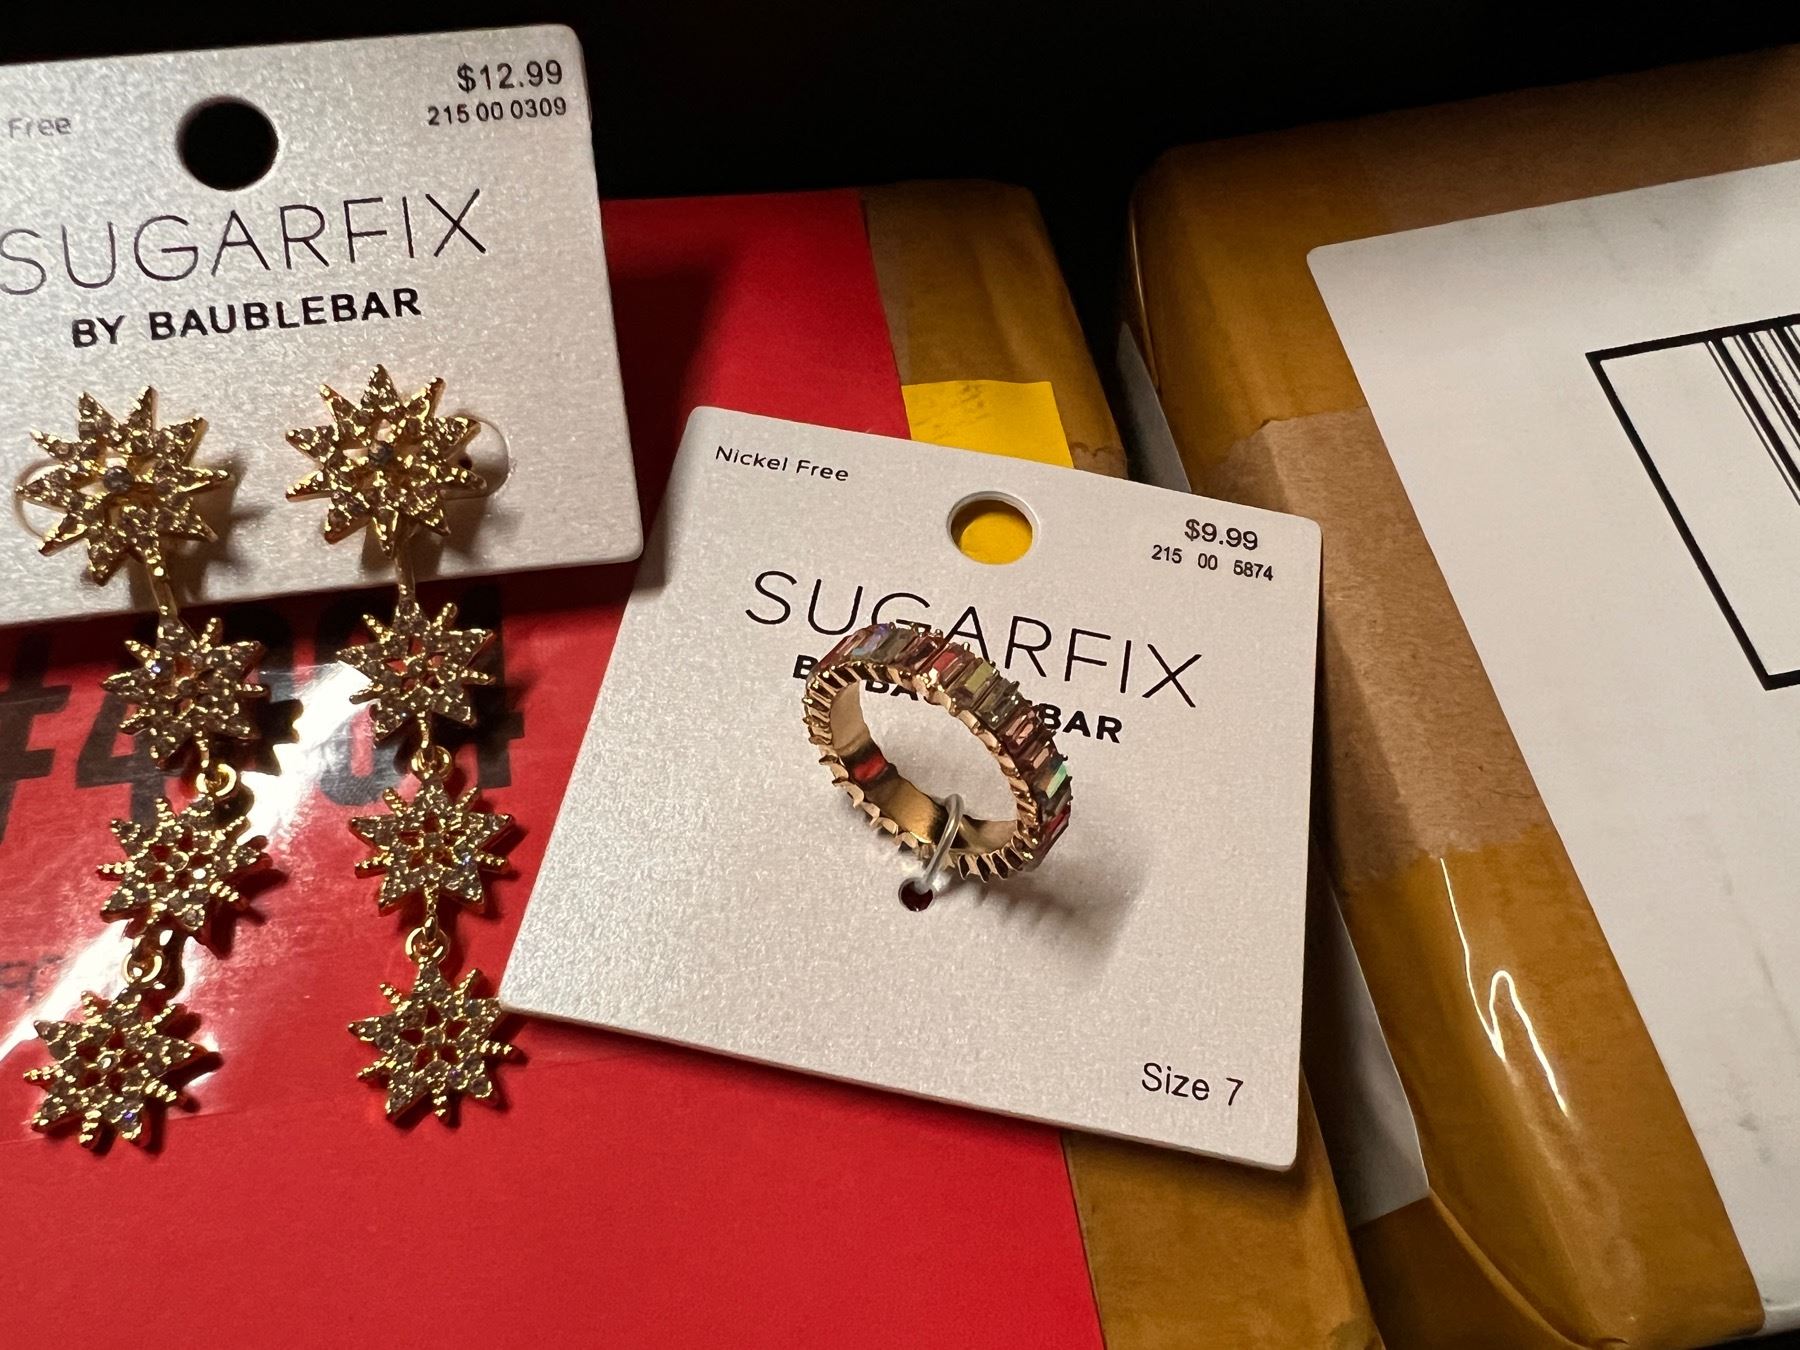 $12.99
215 00 0309
Free
SUGARFIX
BY BAUBLEBAR
Nickel Free
$9.99
215 00 5874
SUGARFIX
BAR
Size 7